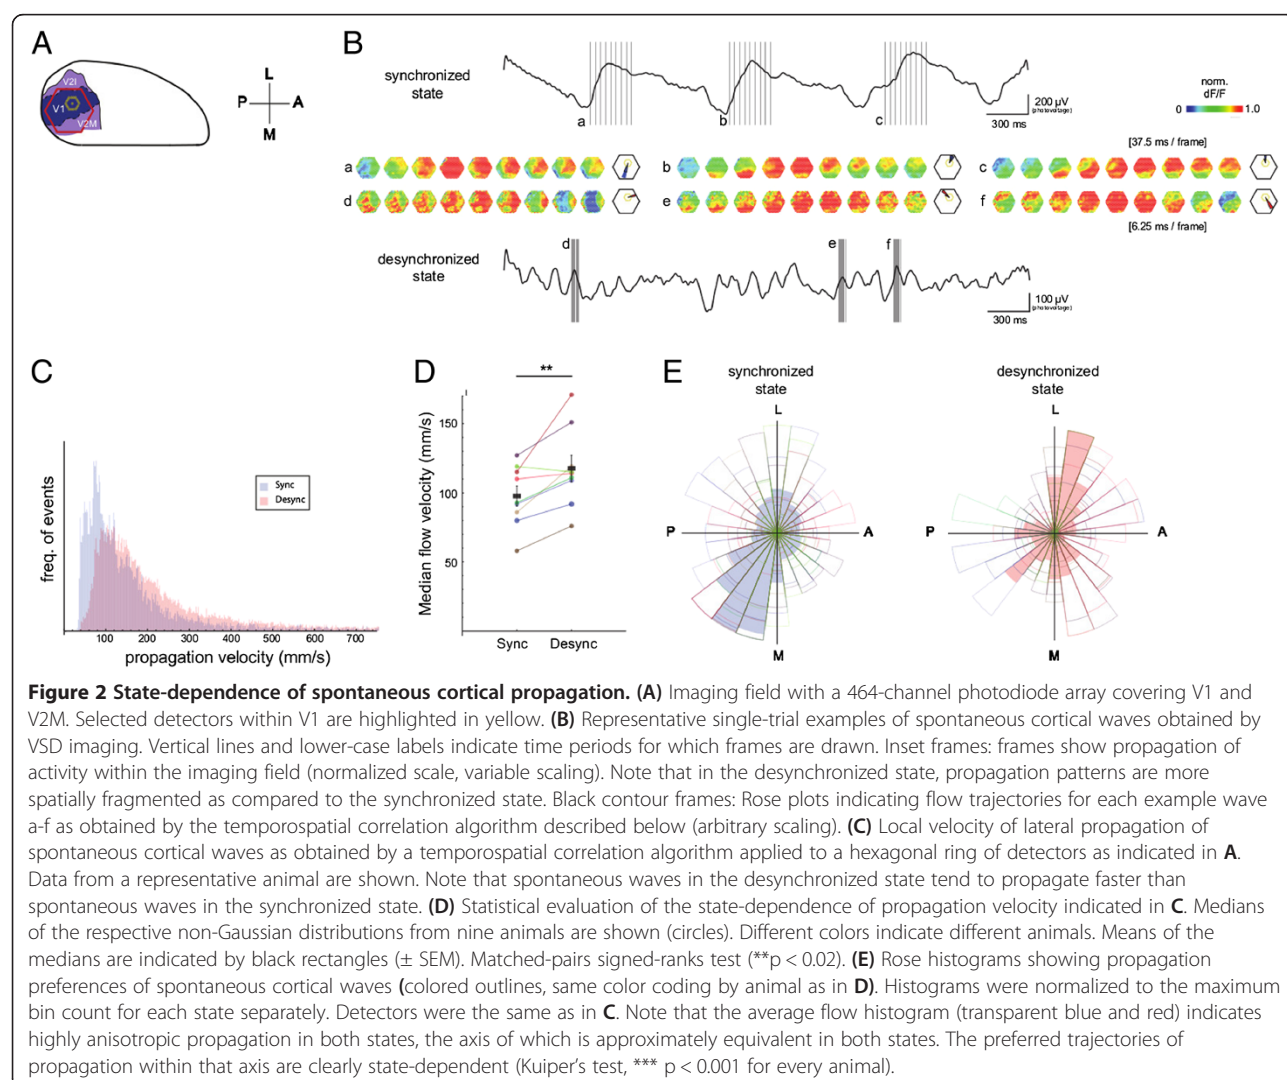 A
V2l
V1
V2M
L
P A
M
B
synchronized
state
a
b
c
200 µV
(photovoltage)
300 ms
norm.
dF/F
0 1.0
[37.5 ms / frame]
a
b
c
d
e
f
[6.25 ms / frame]
desynchronized
state
d
e
f
100 µV
(photovoltage)
300 ms
C
freq. of events
Sync
Desync
100 200 300 400 500 600 700
propagation velocity (mm/s)
D
**
Median flow velocity (mm/s)
150
100
50
Sync Desync
E
synchronized
state
L
P A
M
desynchronized
state
L
P A
M
Figure 2 State-dependence of spontaneous cortical propagation. (A) Imaging field with a 464-channel photodiode array covering V1 and
V2M. Selected detectors within V1 are highlighted in yellow. (B) Representative single-trial examples of spontaneous cortical waves obtained by
VSD imaging. Vertical lines and lower-case labels indicate time periods for which frames are drawn. Inset frames: frames show propagation of
activity within the imaging field (normalized scale, variable scaling). Note that in the desynchronized state, propagation patterns are more
spatially fragmented as compared to the synchronized state. Black contour frames: Rose plots indicating flow trajectories for each example wave
a-f as obtained by the temporospatial correlation algorithm described below (arbitrary scaling). (C) Local velocity of lateral propagation of
spontaneous cortical waves as obtained by a temporospatial correlation algorithm applied to a hexagonal ring of detectors as indicated in A.
Data from a representative animal are shown. Note that spontaneous waves in the desynchronized state tend to propagate faster than
spontaneous waves in the synchronized state. (D) Statistical evaluation of the state-dependence of propagation velocity indicated in C. Medians
of the respective non-Gaussian distributions from nine animals are shown (circles). Different colors indicate different animals. Means of the
medians are indicated by black rectangles (± SEM). Matched-pairs signed-ranks test (**p < 0.02). (E) Rose histograms showing propagation
preferences of spontaneous cortical waves (colored outlines, same color coding by animal as in D). Histograms were normalized to the maximum
bin count for each state separately. Detectors were the same as in C. Note that the average flow histogram (transparent blue and red) indicates
highly anisotropic propagation in both states, the axis of which is approximately equivalent in both states. The preferred trajectories of
propagation within that axis are clearly state-dependent (Kuiper's test, *** p < 0.001 for every animal).